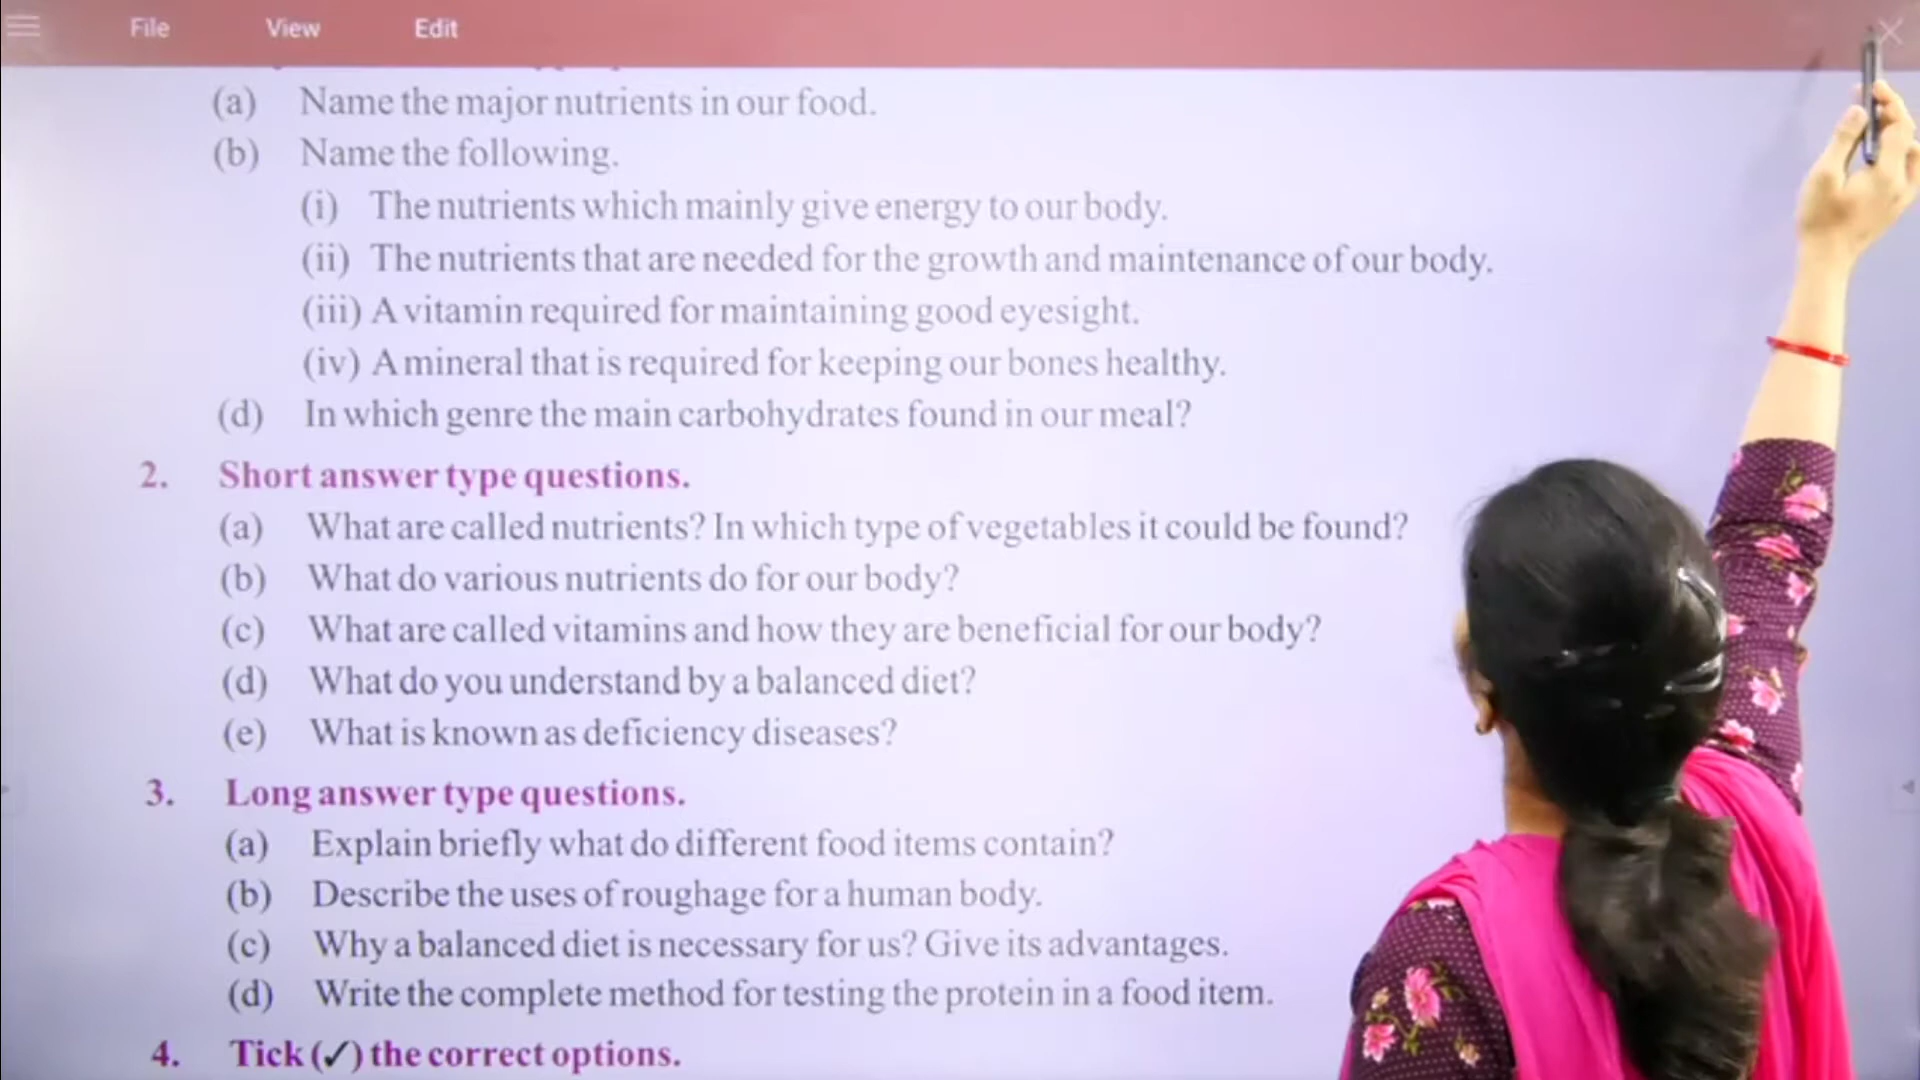 File View Edit
(a) Name the major nutrients in our food.
(b) Name the following.
(i) The nutrients which mainly give energy to our body.
(ii) The nutrients that are needed for the growth and maintenance of our body.
(iii) A vitamin required for maintaining good eyesight.
(iv) A mineral that is required for keeping our bones healthy.
(d) In which genre the main carbohydrates found in our meal?
2. Short answer type questions.
(a) What are called nutrients? In which type of vegetables it could be found?
(b) What do various nutrients do for our body?
(c) What are called vitamins and how they are beneficial for our body?
(d) What do you understand by a balanced diet?
(e) What is known as deficiency diseases?
3. Long answer type questions.
(a) Explain briefly what do different food items contain?
(b) Describe the uses of roughage for a human body.
(c) Why a balanced diet is necessary for us? Give its advantages.
(d) Write the complete method for testing the protein in a food item.
4. Tick (✓) the correct options.